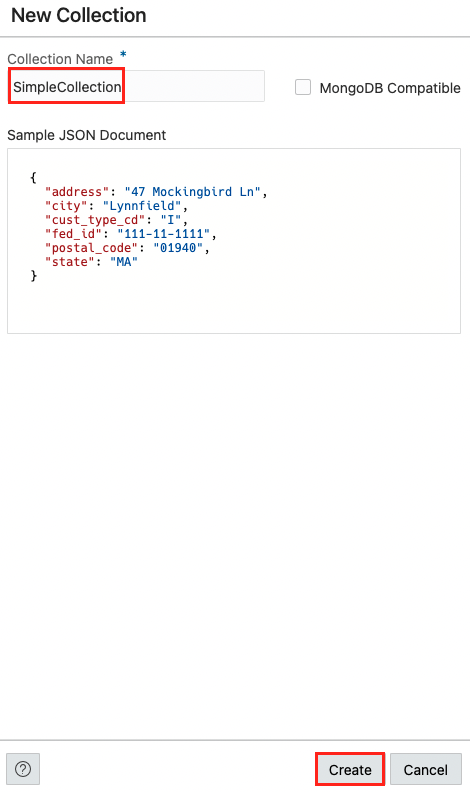 New Collection
Collection Name *
SimpleCollection
MongoDB Compatible
Sample JSON Document
{
"address": "47 Mockingbird Ln",
"city": "Lynnfield",
"cust_type_cd": "I",
"fed_id": "111-11-1111",
"postal_code": "01940",
"state": "MA"
}
? Create Cancel